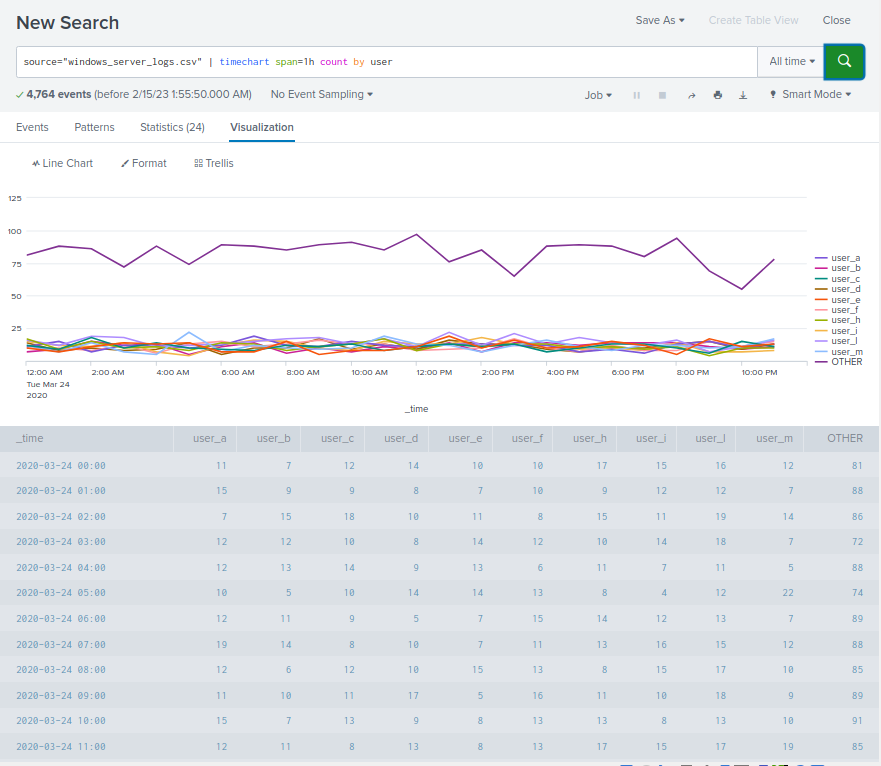 New Search
Save As ▾ Create Table View Close
source="windows_server_logs.csv" | timechart span=1h count by user
All time ▾
✓ 4,764 events (before 2/15/23 1:55:50.000 AM) No Event Sampling ▾ Job ▾ Smart Mode ▾
Events Patterns Statistics (24) Visualization
Line Chart Format Trellis
125
100
75
50
25
user_a
user_b
user_c
user_d
user_e
user_f
user_h
user_i
user_l
user_m
OTHER
12:00 AM 2:00 AM 4:00 AM 6:00 AM 8:00 AM 10:00 AM 12:00 PM 2:00 PM 4:00 PM 6:00 PM 8:00 PM 10:00 PM
Tue Mar 24
2020
_time
_time user_a user_b user_c user_d user_e user_f user_h user_i user_l user_m OTHER
2020-03-24 00:00 11 7 12 14 10 10 17 15 16 12 81
2020-03-24 01:00 15 9 9 8 7 10 9 12 12 7 88
2020-03-24 02:00 7 15 18 10 11 8 15 11 19 14 86
2020-03-24 03:00 12 12 10 8 14 12 10 14 18 7 72
2020-03-24 04:00 12 13 14 9 13 6 11 7 11 5 88
2020-03-24 05:00 10 5 10 14 14 13 8 4 12 22 74
2020-03-24 06:00 12 11 9 5 7 15 14 12 13 7 89
2020-03-24 07:00 19 14 8 10 7 11 13 16 15 12 88
2020-03-24 08:00 12 6 12 10 15 13 8 15 17 10 85
2020-03-24 09:00 11 10 11 17 5 16 11 10 18 9 89
2020-03-24 10:00 15 7 13 9 8 13 13 8 13 10 91
2020-03-24 11:00 12 11 8 13 8 13 17 15 17 19 85